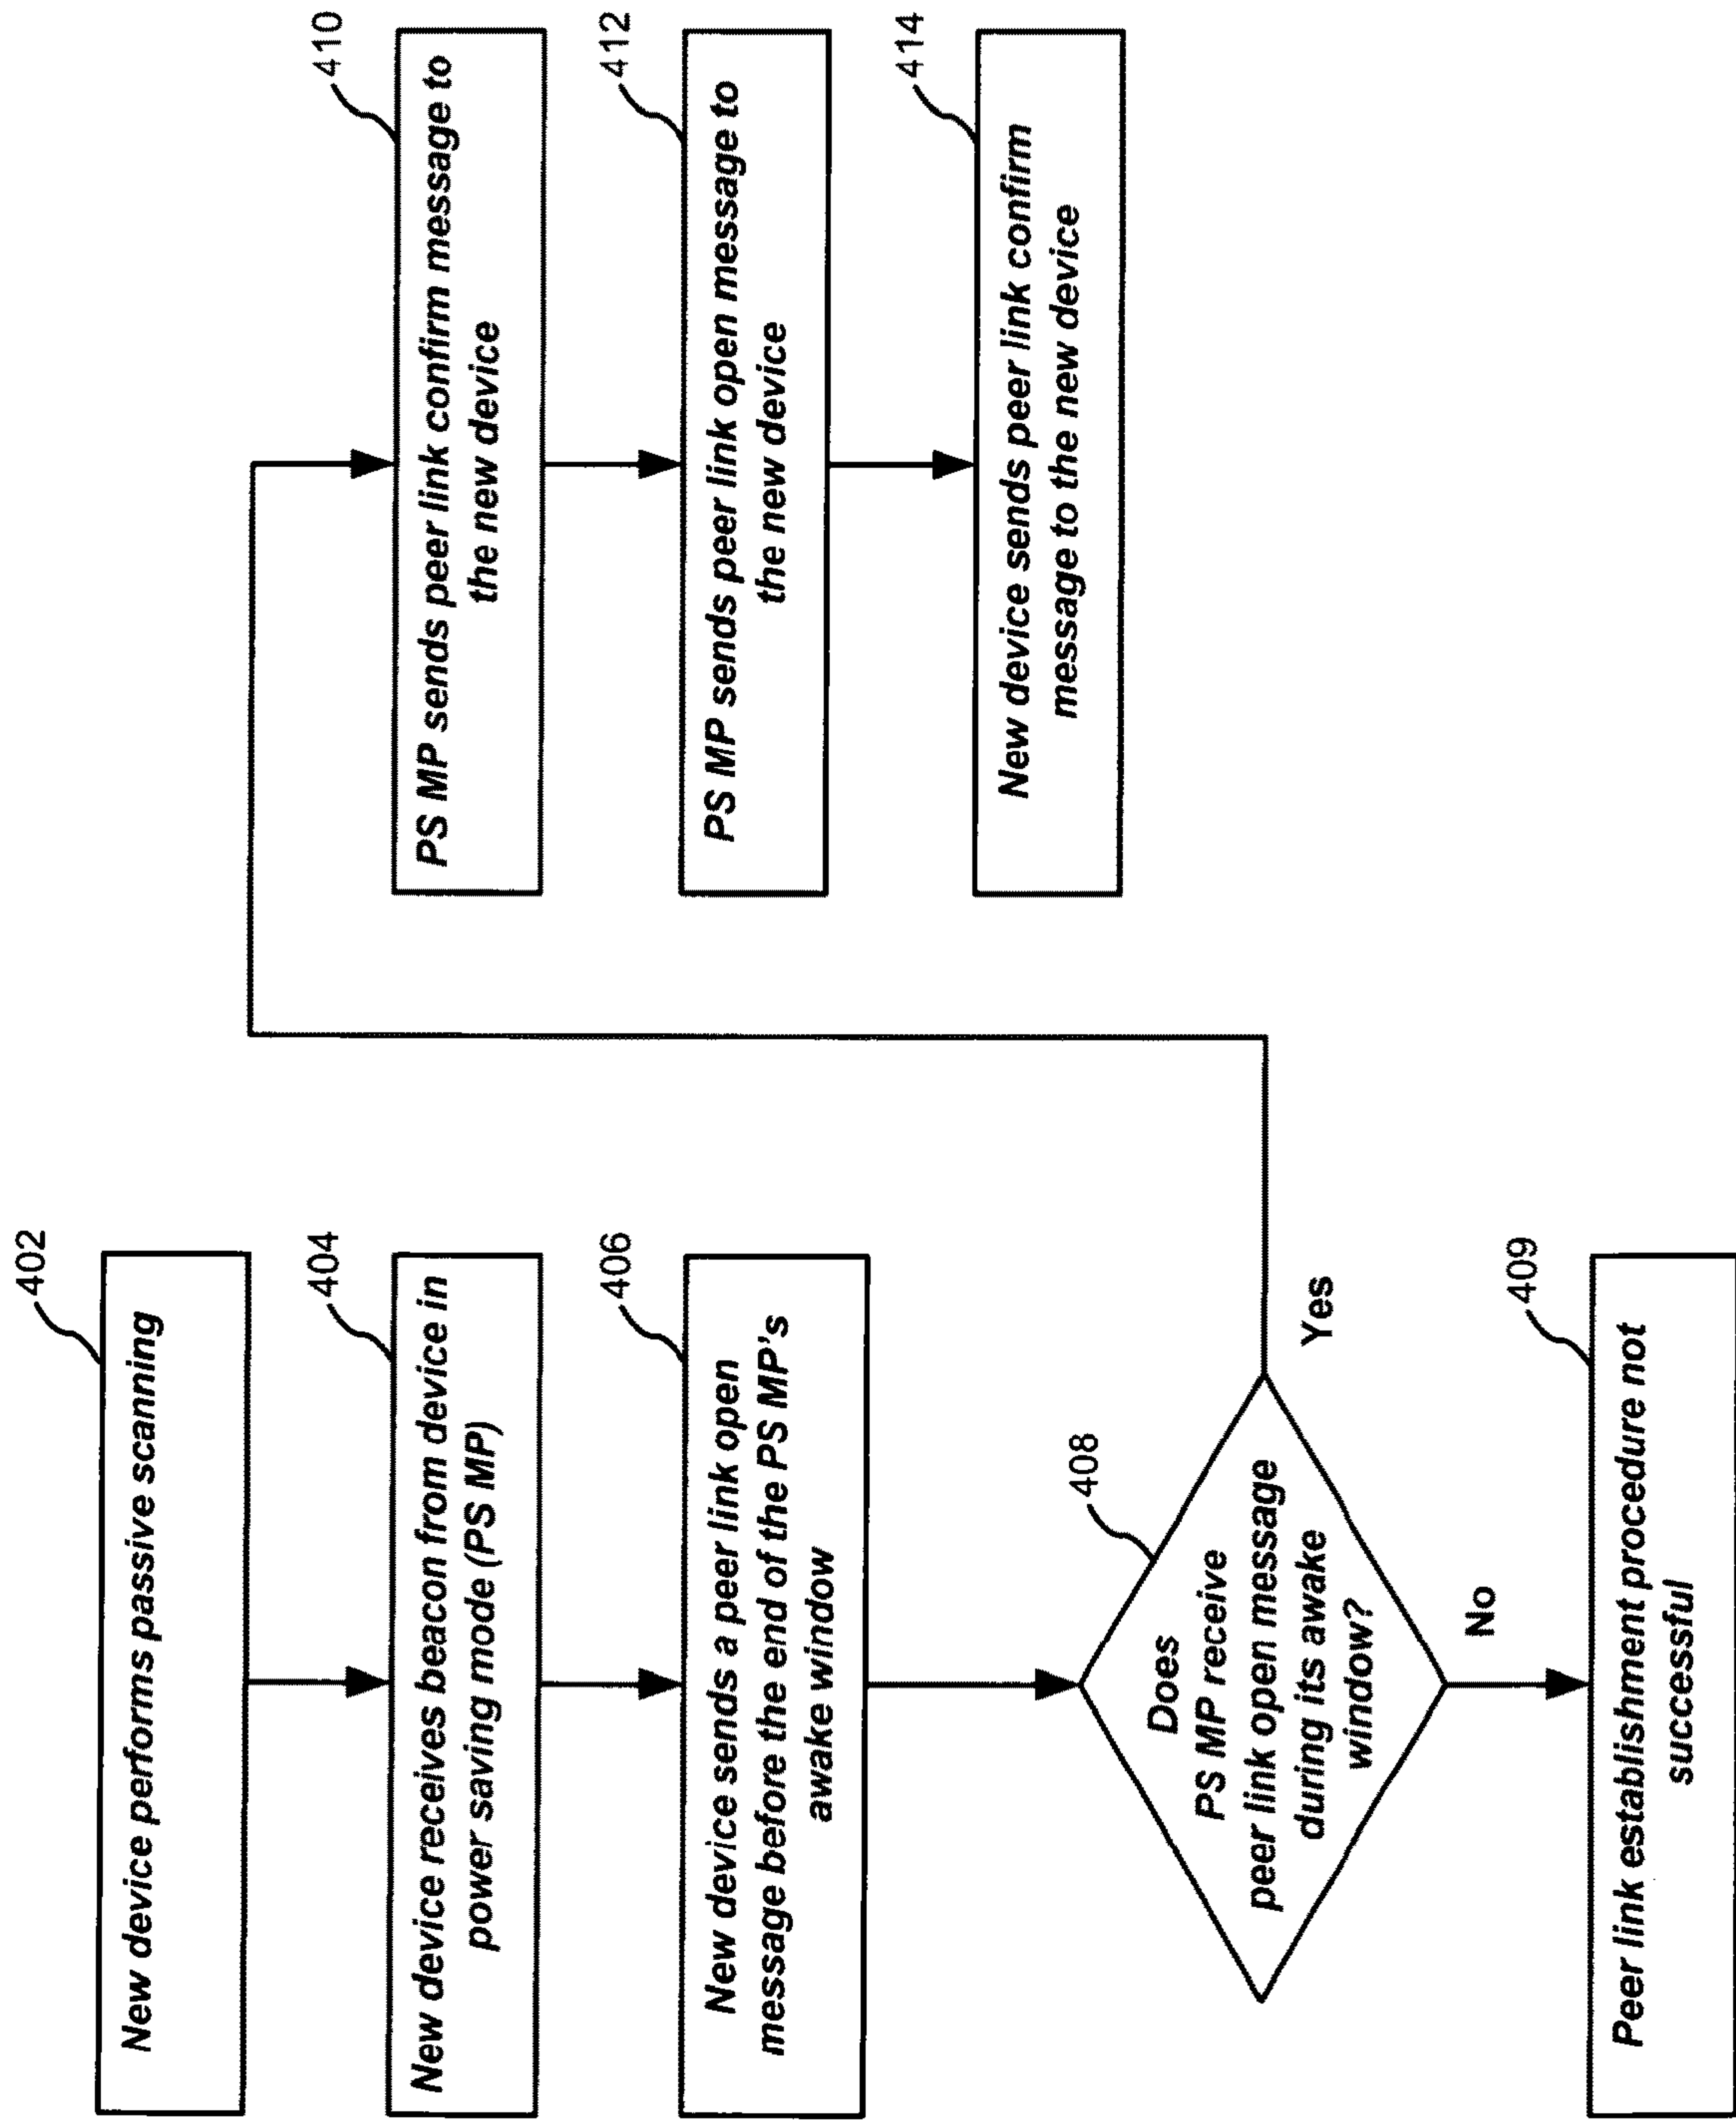 402
New device performs passive scanning
404
New device receives beacon from device in
power saving mode (PS MP)
406
New device sends a peer link open
message before the end of the PS MP's
awake window
408
Does
PS MP receive
peer link open message
during its awake
window?
Yes
No
409
Peer link establishment procedure not
successful
410
PS MP sends peer link confirm message to
the new device
412
PS MP sends peer link open message to
the new device
414
New device sends peer link confirm
message to the new device